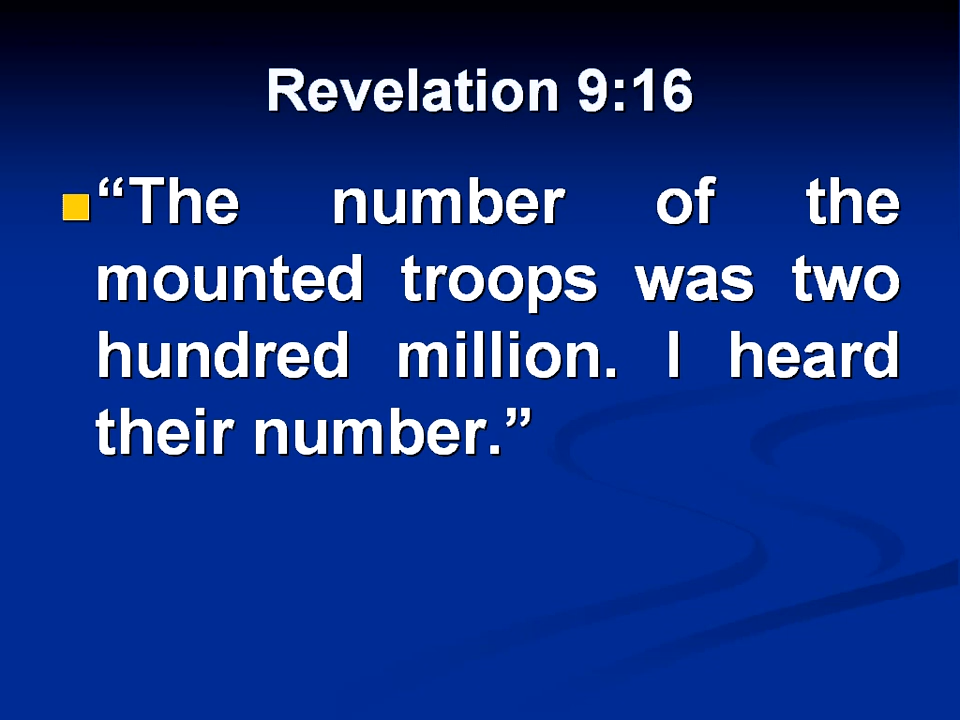 Revelation 9:16
“The number of the
mounted troops was two
hundred million. I heard
their number.”